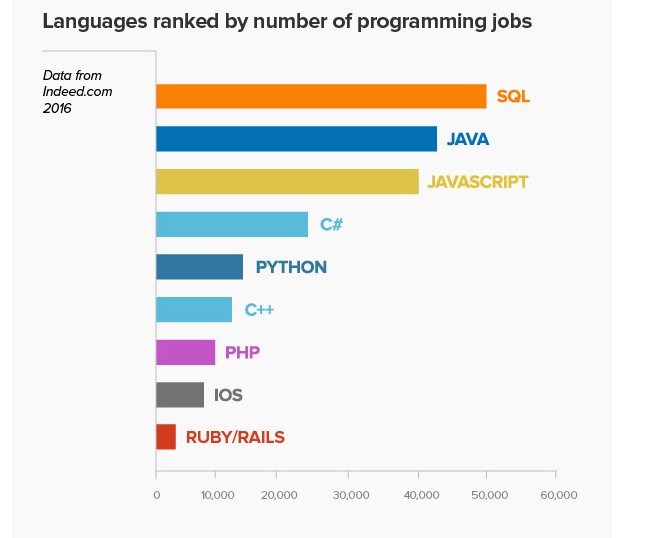 Languages ranked by number of programming jobs
Data from
Indeed.com
2016
SQL
JAVA
JAVASCRIPT
C#
PYTHON
C++
PHP
IOS
RUBY/RAILS
0 10,000 20,000 30,000 40,000 50,000 60,000